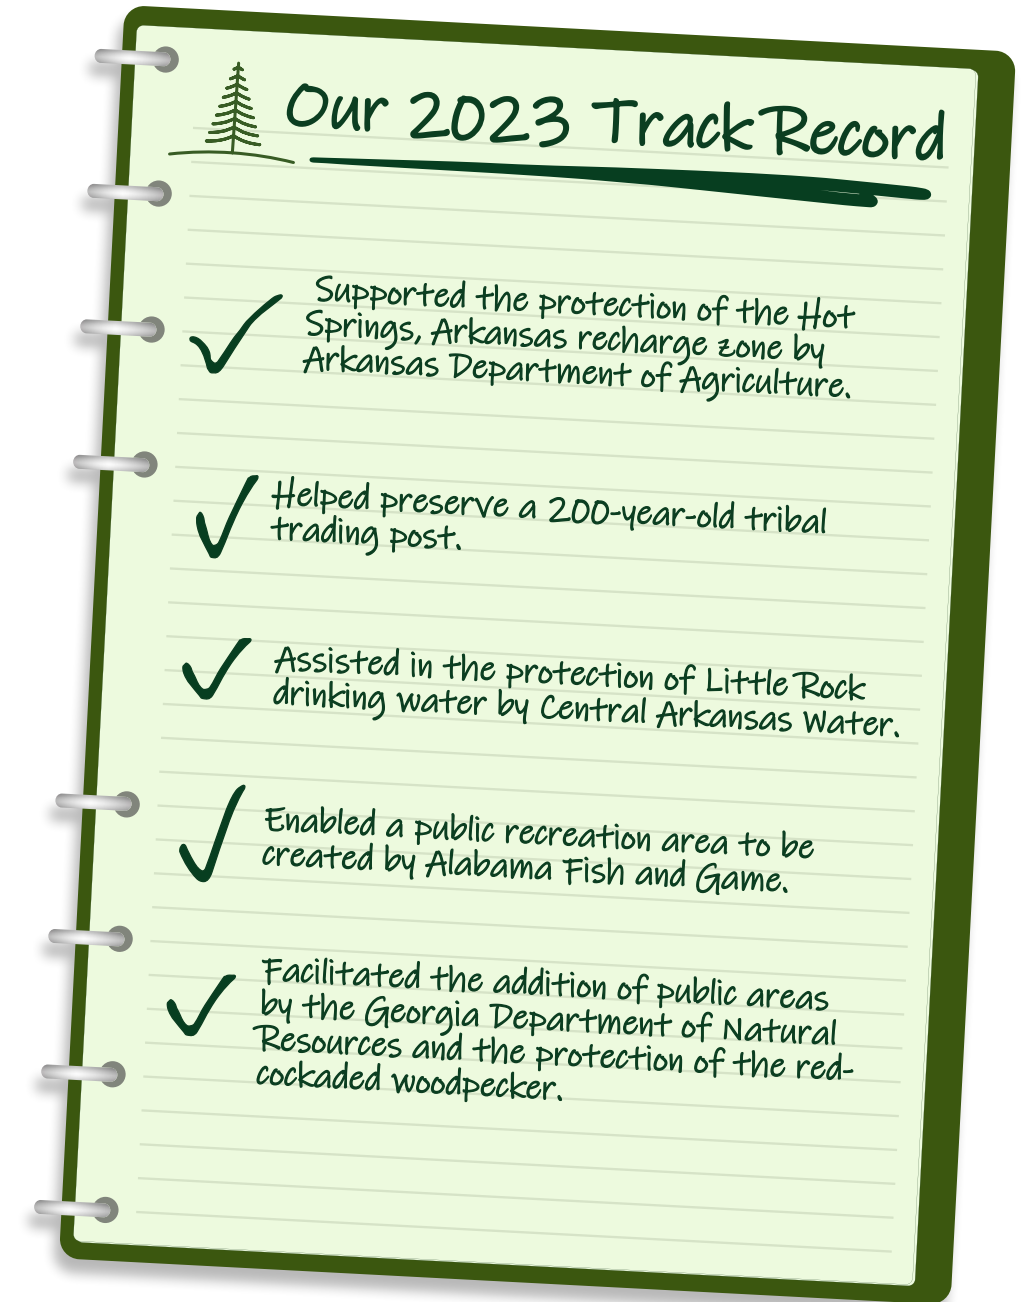 Our 2023 Track Record
Supported the protection of the Hot
Springs, Arkansas recharge zone by
Arkansas Department of Agriculture.
Helped preserve a 200-year-old tribal
trading post.
Assisted in the protection of Little Rock
drinking water by Central Arkansas Water.
Enabled a public recreation area to be
created by Alabama Fish and Game.
Facilitated the addition of public areas
by the Georgia Department of Natural
Resources and the protection of the red-
cockaded woodpecker.